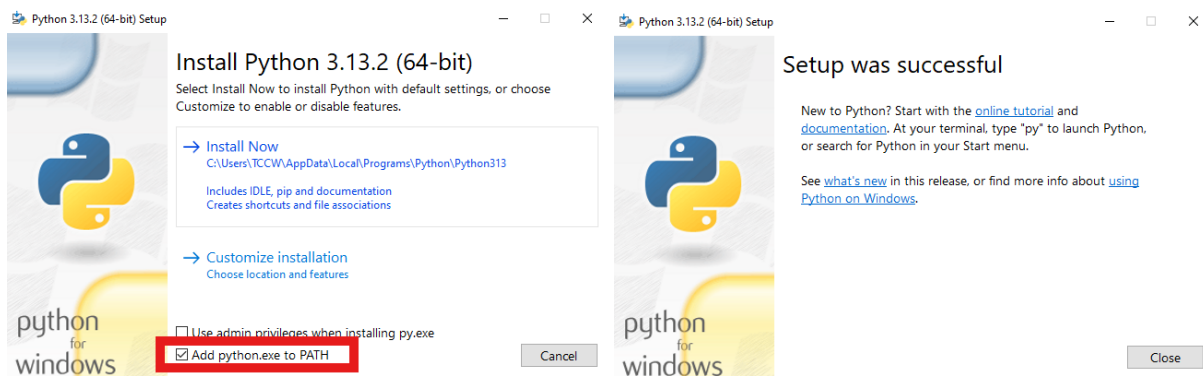 Python 3.13.2 (64-bit) Setup
Install Python 3.13.2 (64-bit)
Select Install Now to install Python with default settings, or choose
Customize to enable or disable features.
Install Now
C:\Users\TCCW\AppData\Local\Programs\Python\Python313
Includes IDLE, pip and documentation
Creates shortcuts and file associations
Customize installation
Choose location and features
Use admin privileges when installing py.exe
Add python.exe to PATH
Cancel
python
for
windows
Python 3.13.2 (64-bit) Setup
Setup was successful
New to Python? Start with the online tutorial and
documentation. At your terminal, type "py" to launch Python,
or search for Python in your Start menu.
See what's new in this release, or find more info about using
Python on Windows.
python
for
windows
Close